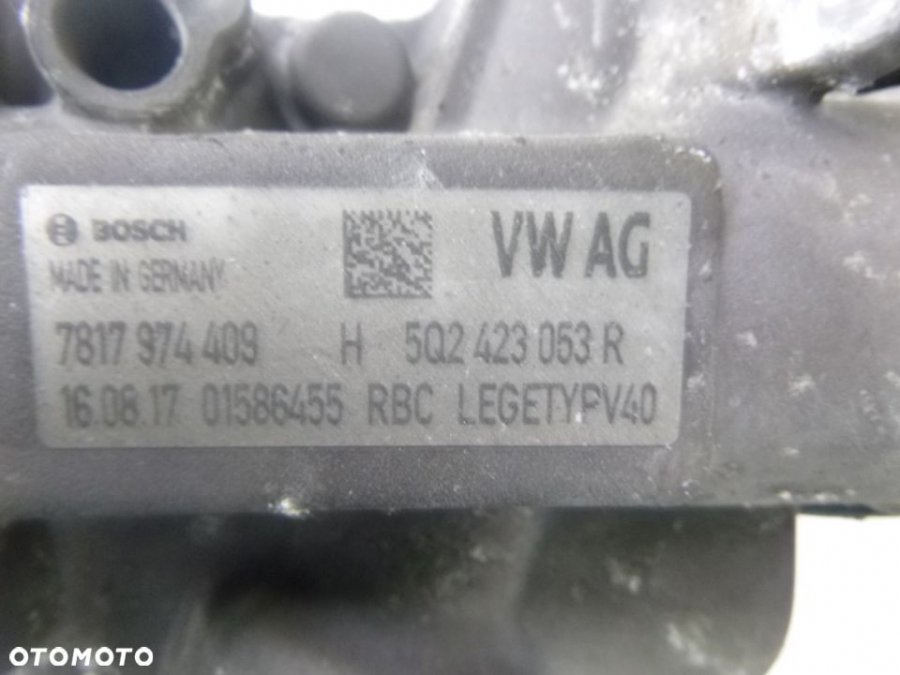 BOSCH
VW AG
MADE IN GERMANY
7817 974 409 H 5Q2 423 053 R
16.08.17 01586455 RBC LEGETYPV40
OTOMOTO